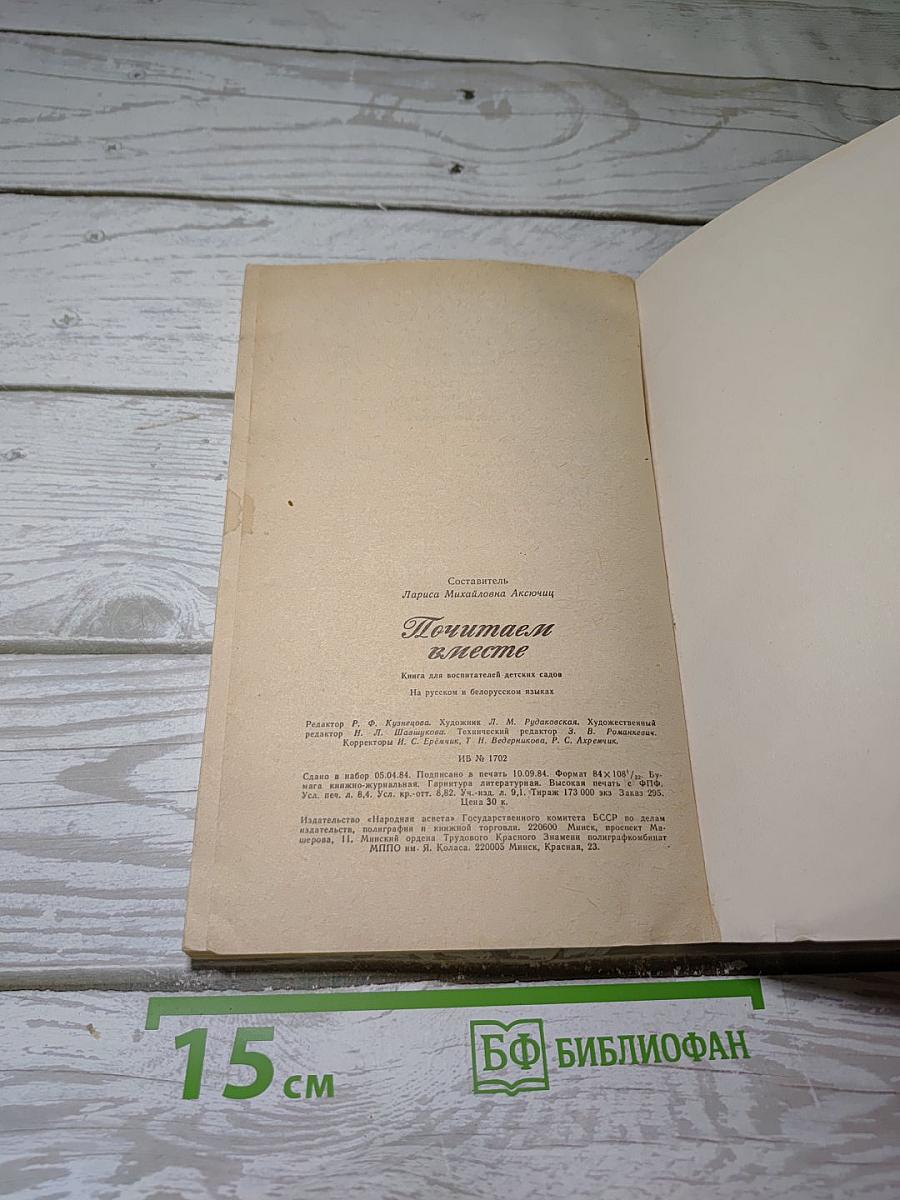 Составитель
Лариса Михайловна Аксючиц
Почитаем
вместе
Книга для воспитателей детских садов
На русском и белорусском языках
Редактор Р. Ф. Кузнецова. Художник Л. М. Рудаковская. Художественный
редактор Н. Л. Шавшукова. Технический редактор З. В. Романкевич.
Корректоры И. С. Ерёмчик, Т. Н. Ведерникова, Р. С. Ахремчик.
ИБ № 1702
Сдано в набор 05.04.84. Подписано в печать 10.09.84. Формат 84×108¹/₃₂. Бу-
мага книжно-журнальная. Гарнитура литературная. Высокая печать с ФПФ.
Усл. печ. л. 8,4. Усл. кр.-отт. 8,82. Уч.-изд. л. 9,1. Тираж 173 000 экз Заказ 295.
Цена 30 к.
Издательство «Народная асвета» Государственного комитета БССР по делам
издательств, полиграфии и книжной торговли. 220600 Минск, проспект Ма-
шерова, 11. Минский ордена Трудового Красного Знамени полиграфкомбинат
МППО им. Я. Коласа. 220005 Минск, Красная, 23.
15 см
БФ БИБЛИОФАН